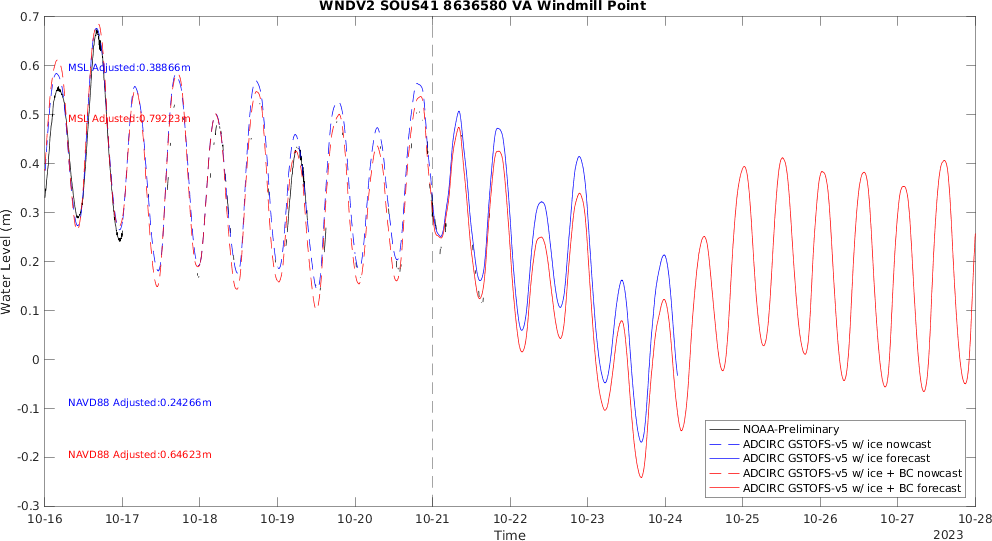 WNDV2 SOUS41 8636580 VA Windmill Point
0.7
0.6
0.5
0.4
0.3
0.2
0.1
0
-0.1
-0.2
-0.3
Water Level (m)
MSL Adjusted:0.38866m
MSL Adjusted:0.79223m
NAVD88 Adjusted:0.24266m
NAVD88 Adjusted:0.64623m
NOAA-Preliminary
ADCIRC GSTOFS-v5 w/ ice nowcast
ADCIRC GSTOFS-v5 w/ ice forecast
ADCIRC GSTOFS-v5 w/ ice + BC nowcast
ADCIRC GSTOFS-v5 w/ ice + BC forecast
10-16 10-17 10-18 10-19 10-20 10-21 10-22 10-23 10-24 10-25 10-26 10-27 10-28
Time
2023